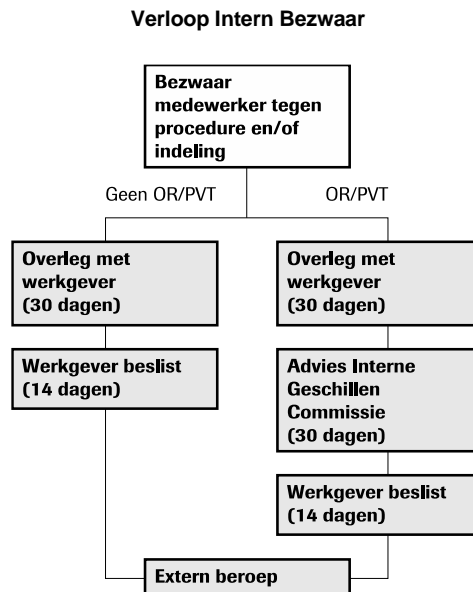 Verloop Intern Bezwaar
Bezwaar
medewerker tegen
procedure en/of
indeling
Geen OR/PVT
OR/PVT
Overleg met
werkgever
(30 dagen)
Werkgever beslist
(14 dagen)
Overleg met
werkgever
(30 dagen)
Advies Interne
Geschillen
Commissie
(30 dagen)
Werkgever beslist
(14 dagen)
Extern beroep